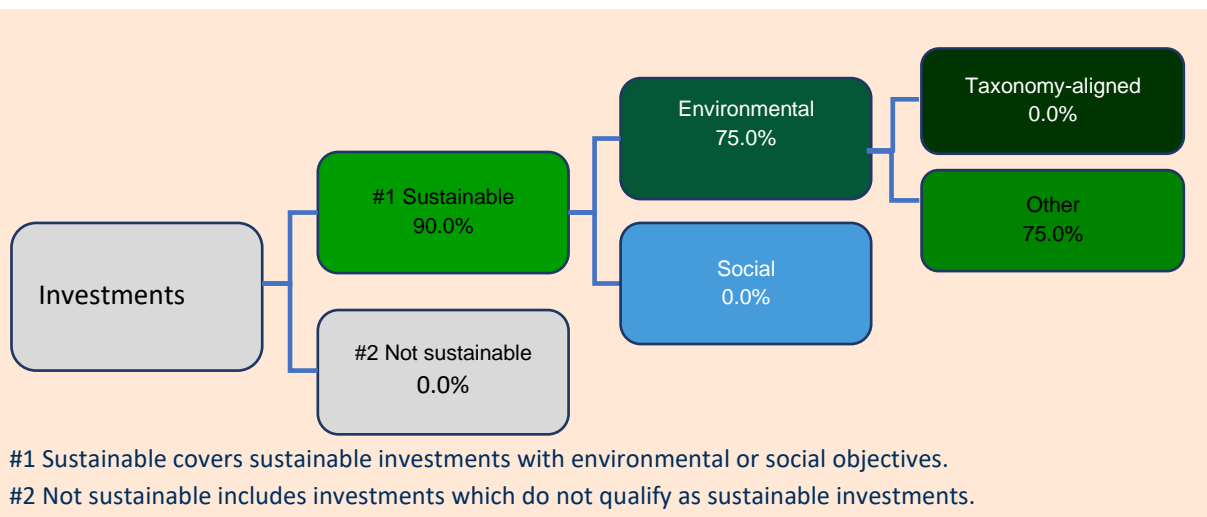 Investments
#1 Sustainable
90.0%
#2 Not sustainable
0.0%
Environmental
75.0%
Social
0.0%
Taxonomy-aligned
0.0%
Other
75.0%
#1 Sustainable covers sustainable investments with environmental or social objectives.
#2 Not sustainable includes investments which do not qualify as sustainable investments.